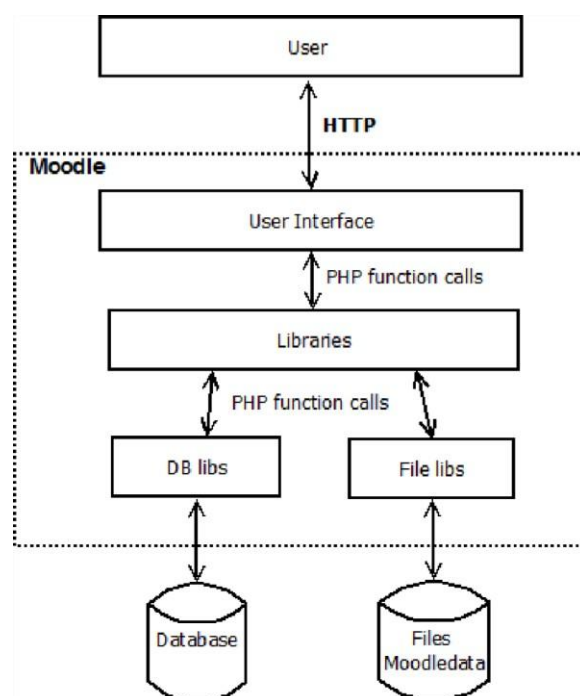 User
HTTP
Moodle
User Interface
PHP function calls
Libraries
PHP function calls
DB libs
File libs
Database
Files
Moodledata